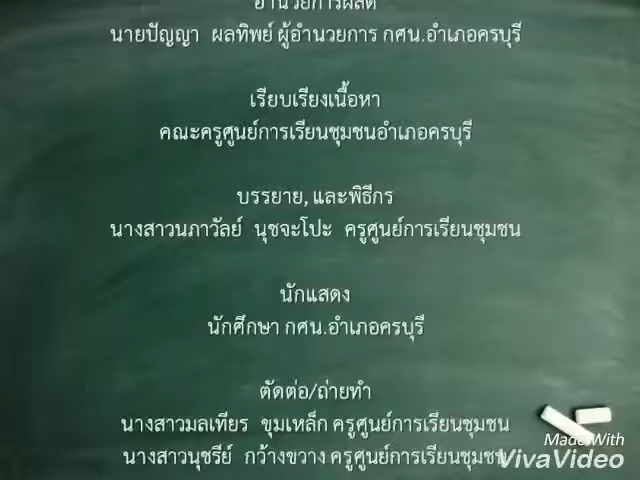 อำนวยการผลิต
นายปัญญา ผลทิพย์ ผู้อำนวยการ กศน.อำเภอครบุรี
เรียบเรียงเนื้อหา
คณะครูศูนย์การเรียนชุมชนอำเภอครบุรี
บรรยาย, และพิธีกร
นางสาวนภาวัลย์ นุชจะโปะ ครูศูนย์การเรียนชุมชน
นักแสดง
นักศึกษา กศน.อำเภอครบุรี
ตัดต่อ/ถ่ายทำ
นางสาวมลเทียร ขุมเหล็ก ครูศูนย์การเรียนชุมชน
นางสาวนุชรีย์ กว้างขวาง ครูศูนย์การเรียนชุมชน
Made With
VivaVideo